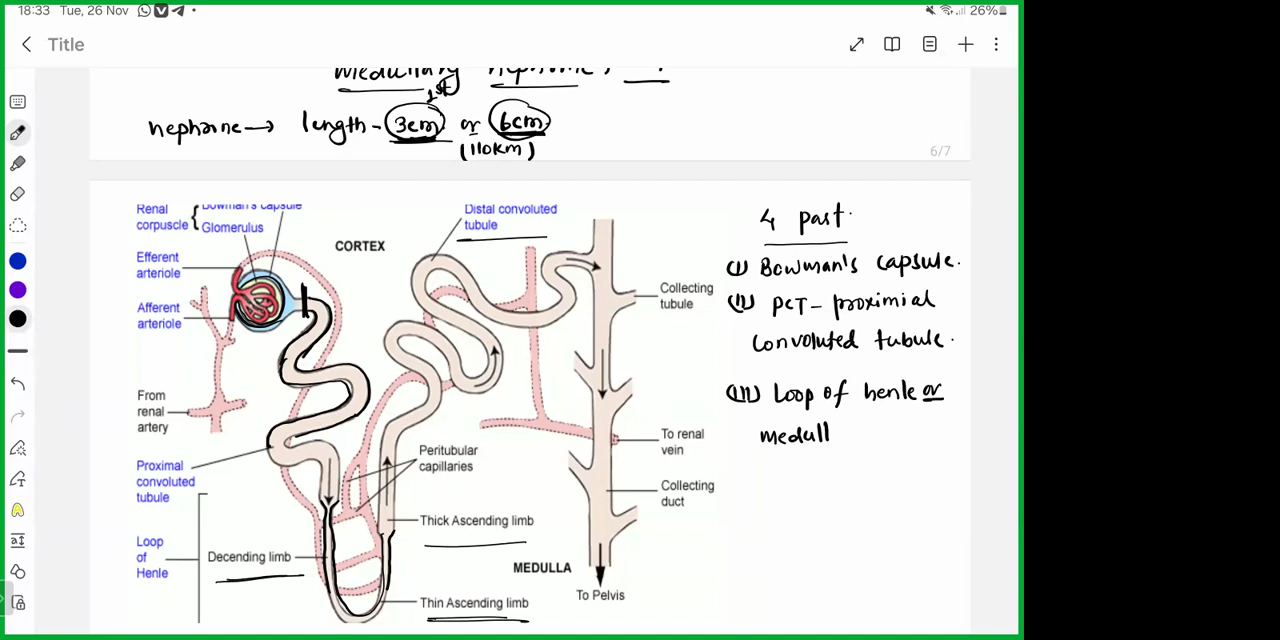 18:33 Tue, 26 Nov
26%
Title
medullary nephrone,
1st
nephrone → length - 3cm or 6cm
(110km)
6/7
Renal corpuscle { Bowman's capsule
Glomerulus
Efferent
arteriole
Afferent
arteriole
From
renal
artery
Proximal
convoluted
tubule
Loop
of
Henle
Decending limb
CORTEX
Distal convoluted
tubule
Peritubular
capillaries
Thick Ascending limb
MEDULLA
Thin Ascending limb
Collecting
tubule
To renal
vein
Collecting
duct
To Pelvis
4 part.
(I) Bowman's capsule.
(II) PCT - proximial
convoluted tubule.
(III) Loop of henle or
medull